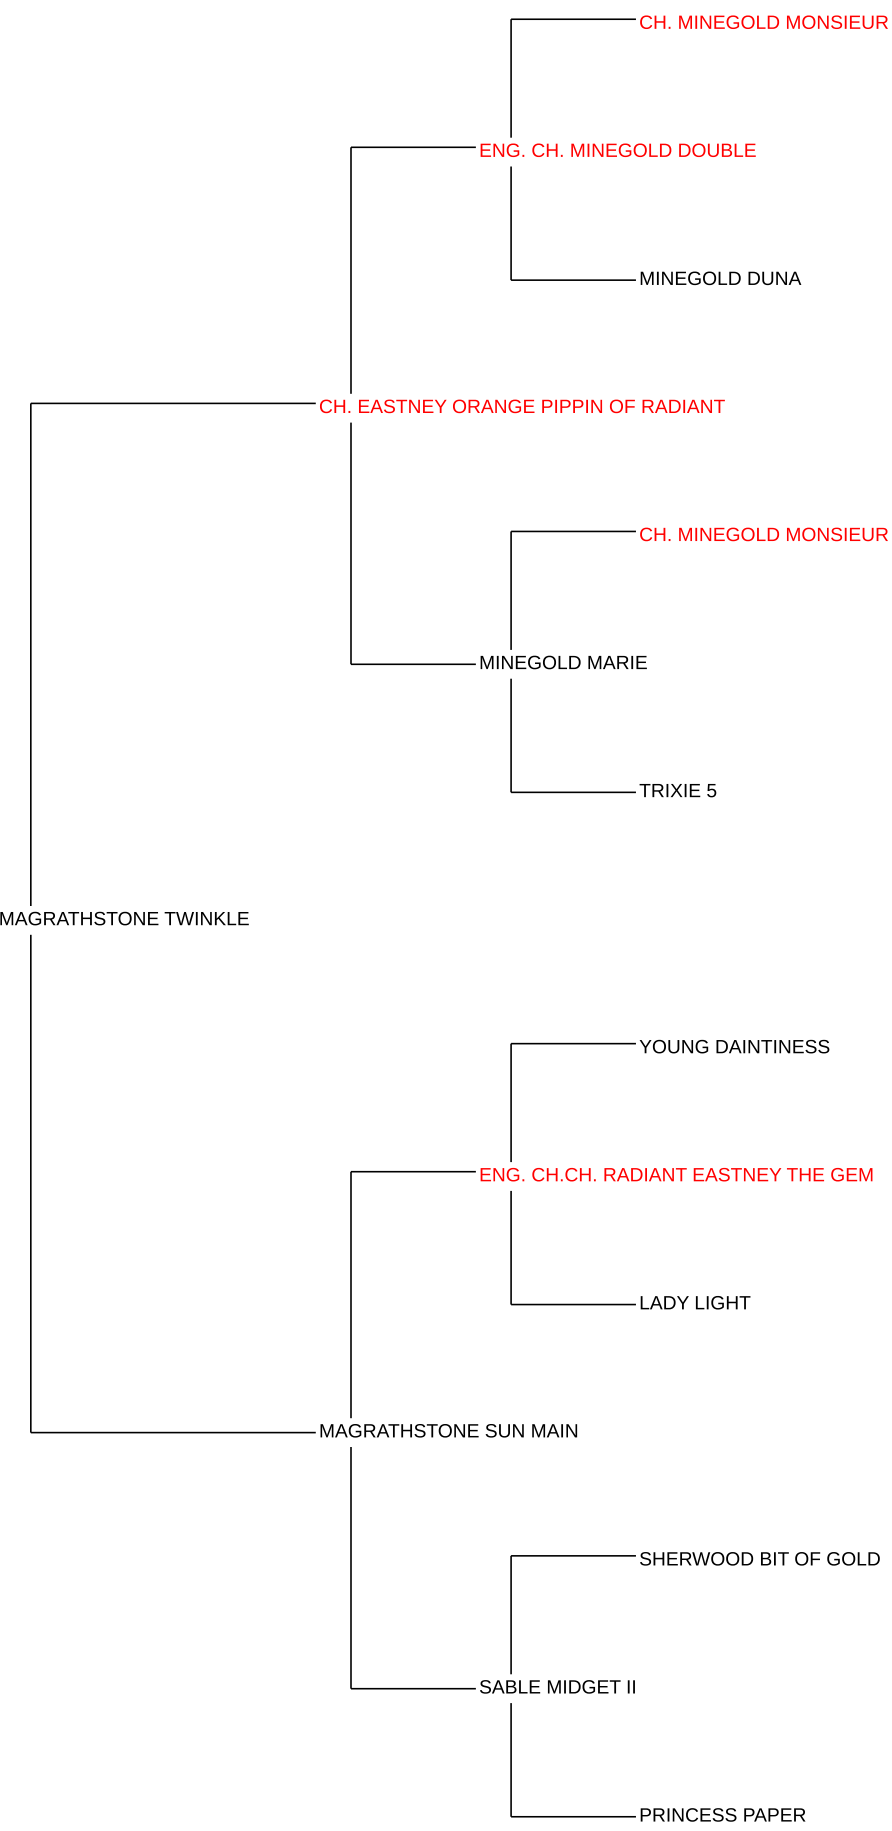 CH. MINEGOLD MONSIEUR
ENG. CH. MINEGOLD DOUBLE
MINEGOLD DUNA
CH. EASTNEY ORANGE PIPPIN OF RADIANT
CH. MINEGOLD MONSIEUR
MINEGOLD MARIE
TRIXIE 5
MAGRATHSTONE TWINKLE
YOUNG DAINTINESS
ENG. CH.CH. RADIANT EASTNEY THE GEM
LADY LIGHT
MAGRATHSTONE SUN MAIN
SHERWOOD BIT OF GOLD
SABLE MIDGET II
PRINCESS PAPER